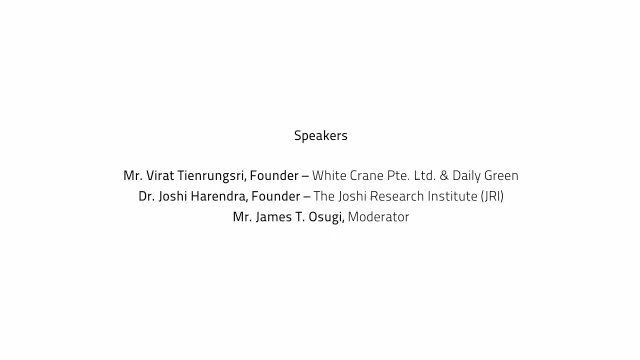 Speakers
Mr. Virat Tienrungsri, Founder – White Crane Pte. Ltd. & Daily Green
Dr. Joshi Harendra, Founder – The Joshi Research Institute (JRI)
Mr. James T. Osugi, Moderator